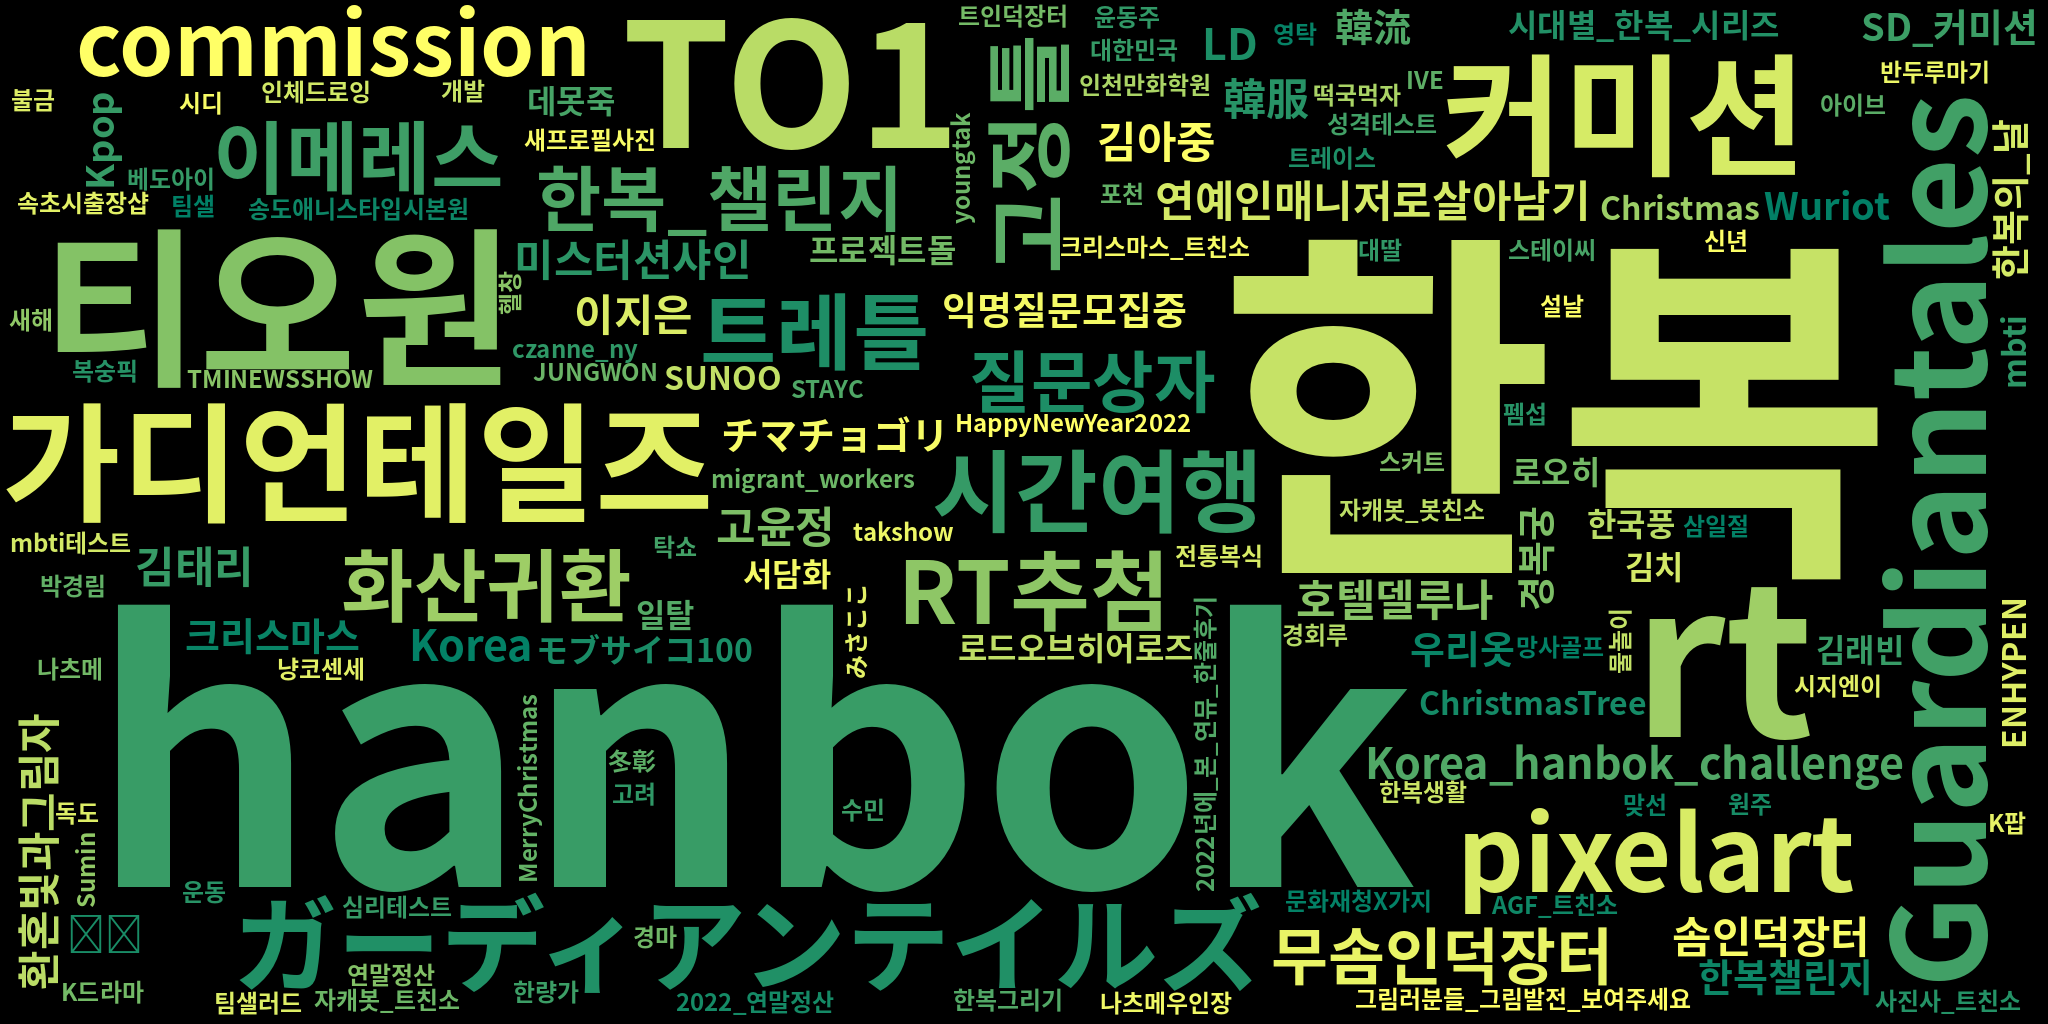 commission
TO1
트인덕장터
윤동주
영탁
韓流
시대별_한복_시리즈
SD_커미션
대한민국
LD
고정틀
커미션
반두루마기
불금
시디
인체드로잉
개발
데못죽
인천만화학원
韓服
떡국먹자
IVE
아이브
Kpop
이메레스
새프로필사진
youngtak
김아중
성격테스트
트레이스
Guardiantales
한복의_날
베도아이
속초시출장샵
팀샐
송도애니스타입시본원
한복_챌린지
포천
연예인매니저로살아남기
Christmas
Wuriot
티오원
미스터션샤인
프로젝트돌
크리스마스_트친소
대딸
스테이씨
신년
한복
헬창
새해
이지은
트레틀
익명질문모집중
설날
mbti
복숭픽
TMINEWSSHOW
czanne_ny
JUNGWON
SUNOO
STAYC
질문상자
가디언테일즈
チマチョゴリ
HappyNewYear2022
펨섭
migrant_workers
시간여행
스커트
로오히
mbti테스트
고윤정
takshow
자캐봇_봇친소
경복궁
한국풍
삼일절
김태리
화산귀환
탁쇼
서담화
RT추첨
전통복식
김치
박경림
일탈
みさここ
호텔델루나
rt
hanbok
크리스마스
Korea
モブサイコ100
로드오브히어로즈
2022년에_본_연뮤_한줄후기
경회루
우리옷
망사골프
물놀이
김래빈
ENHYPEN
나츠메
냥코센세
시지엔이
MerryChristmas
ChristmasTree
황혼빛과그림자
冬彰
고려
수민
Korea_hanbok_challenge
한복생활
맞선
원주
독도
Sumin
pixelart
K팝
운동
심리테스트
ガーディアンテイルズ
문화재청X가지
AGF_트친소
경마
무솜인덕장터
솜인덕장터
연말정산
한복챌린지
K드라마
팀샐러드
자캐봇_트친소
한량가
2022_연말정산
한복그리기
나츠메우인장
그림러분들_그림발전_보여주세요
사진사_트친소